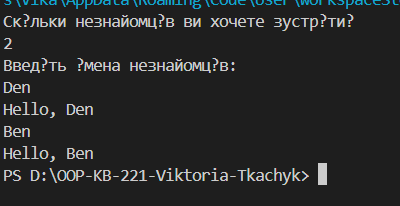 s\Vika\AppData\Roaming\Code\User\workspaceSt
Ск?льки незнайомц?в ви хочете зустр?ти?
2
Введ?ть ?мена незнайомц?в:
Den
Hello, Den
Ben
Hello, Ben
PS D:\OOP-KB-221-Viktoria-Tkachyk>